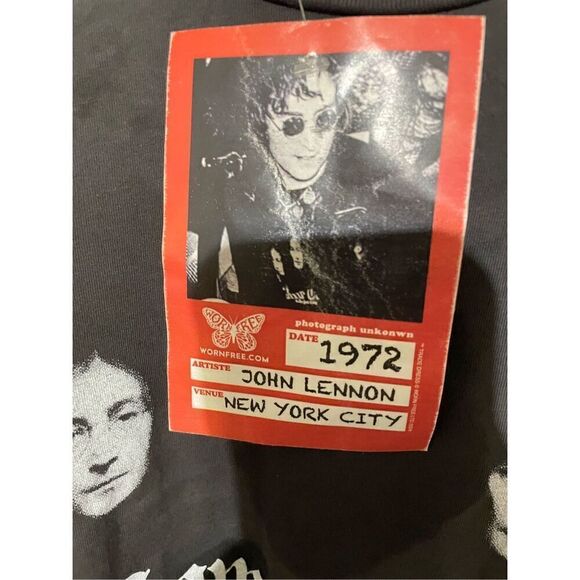 photograph unkonwn
WORN FREE
WORNFREE.COM
DATE 1972
ARTISTE JOHN LENNON
VENUE NEW YORK CITY